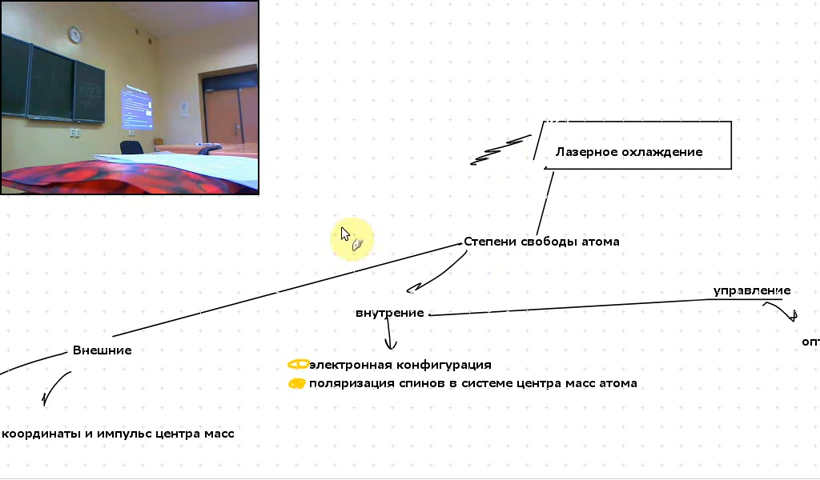 Лазерное охлаждение
Степени свободы атома
управление
внутрение
опт
Внешние
электронная конфигурация
поляризация спинов в системе центра масс атома
координаты и импульс центра масс